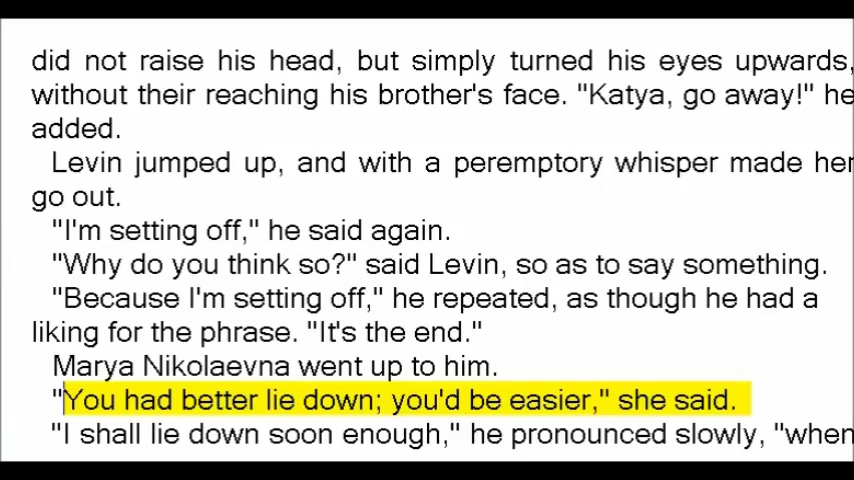 did not raise his head, but simply turned his eyes upwards,
without their reaching his brother's face. "Katya, go away!" he
added.
Levin jumped up, and with a peremptory whisper made her
go out.
"I'm setting off," he said again.
"Why do you think so?" said Levin, so as to say something.
"Because I'm setting off," he repeated, as though he had a
liking for the phrase. "It's the end."
Marya Nikolaevna went up to him.
"You had better lie down; you'd be easier," she said.
"I shall lie down soon enough," he pronounced slowly, "when